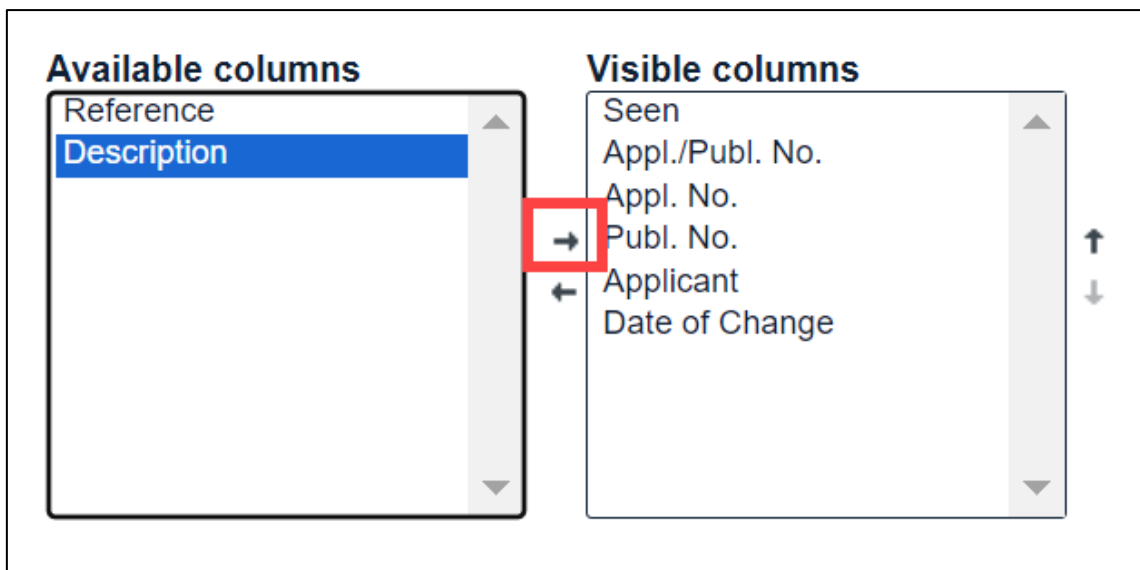 Available columns
Reference
Description
Visible columns
Seen
Appl./Publ. No.
Appl. No.
Publ. No.
Applicant
Date of Change